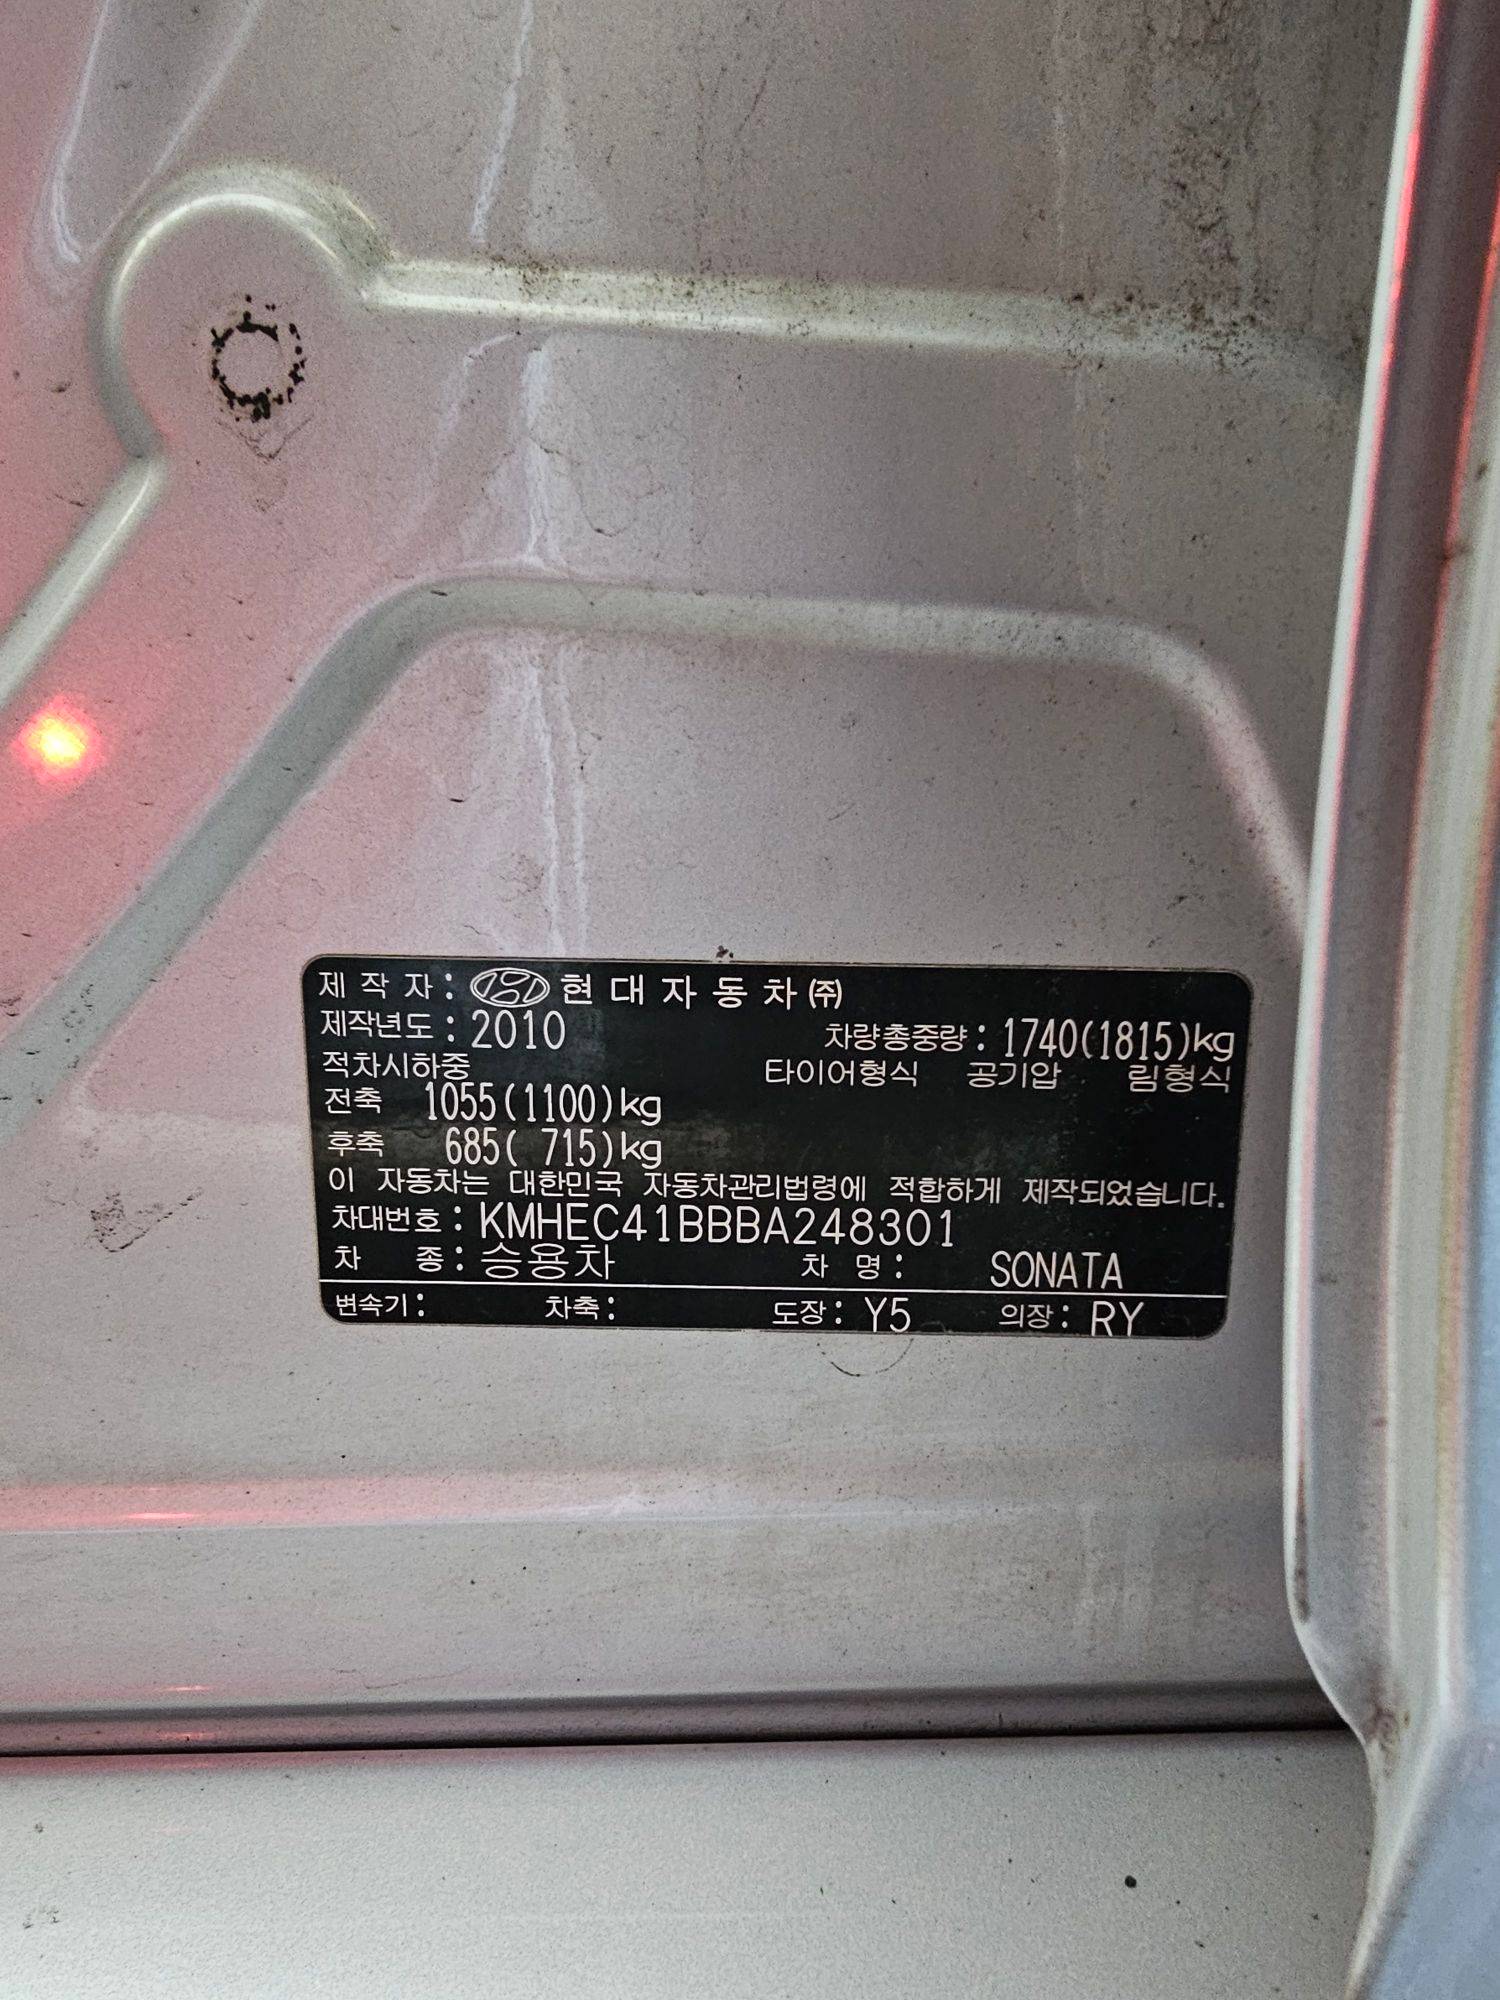 제 작 자 : 현 대 자 동 차 ㈜
제작년도 : 2010 차량총중량 : 1740(1815)kg
적차시하중 타이어형식 공기압 림형식
전축 1055(1100)kg
후축 685( 715)kg
이 자동차는 대한민국 자동차관리법령에 적합하게 제작되었습니다.
차대번호 : KMHEC41BBBA248301
차 종 : 승용차 차 명 : SONATA
변속기 : 차축 : 도장 : Y5 의장 : RY